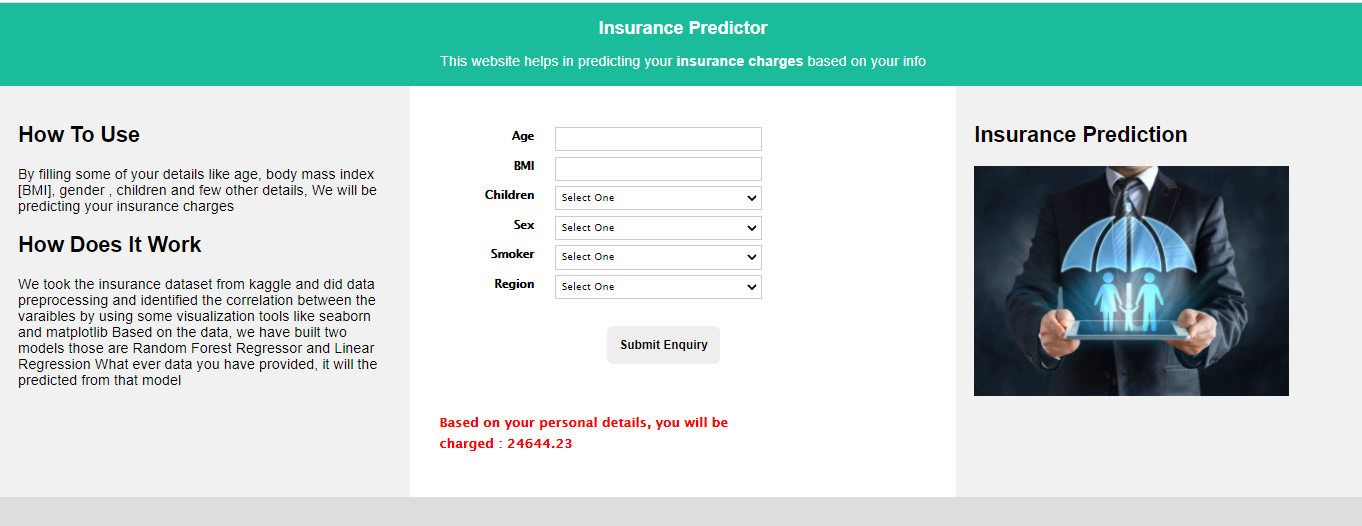 Insurance Predictor
This website helps in predicting your insurance charges based on your info
How To Use
By filling some of your details like age, body mass index
[BMI], gender , children and few other details, We will be
predicting your insurance charges
How Does It Work
We took the insurance dataset from kaggle and did data
preprocessing and identified the correlation between the
varaibles by using some visualization tools like seaborn
and matplotlib Based on the data, we have built two
models those are Random Forest Regressor and Linear
Regression What ever data you have provided, it will the
predicted from that model
Age
BMI
Children Select One
Sex Select One
Smoker Select One
Region Select One
Submit Enquiry
Based on your personal details, you will be
charged : 24644.23
Insurance Prediction